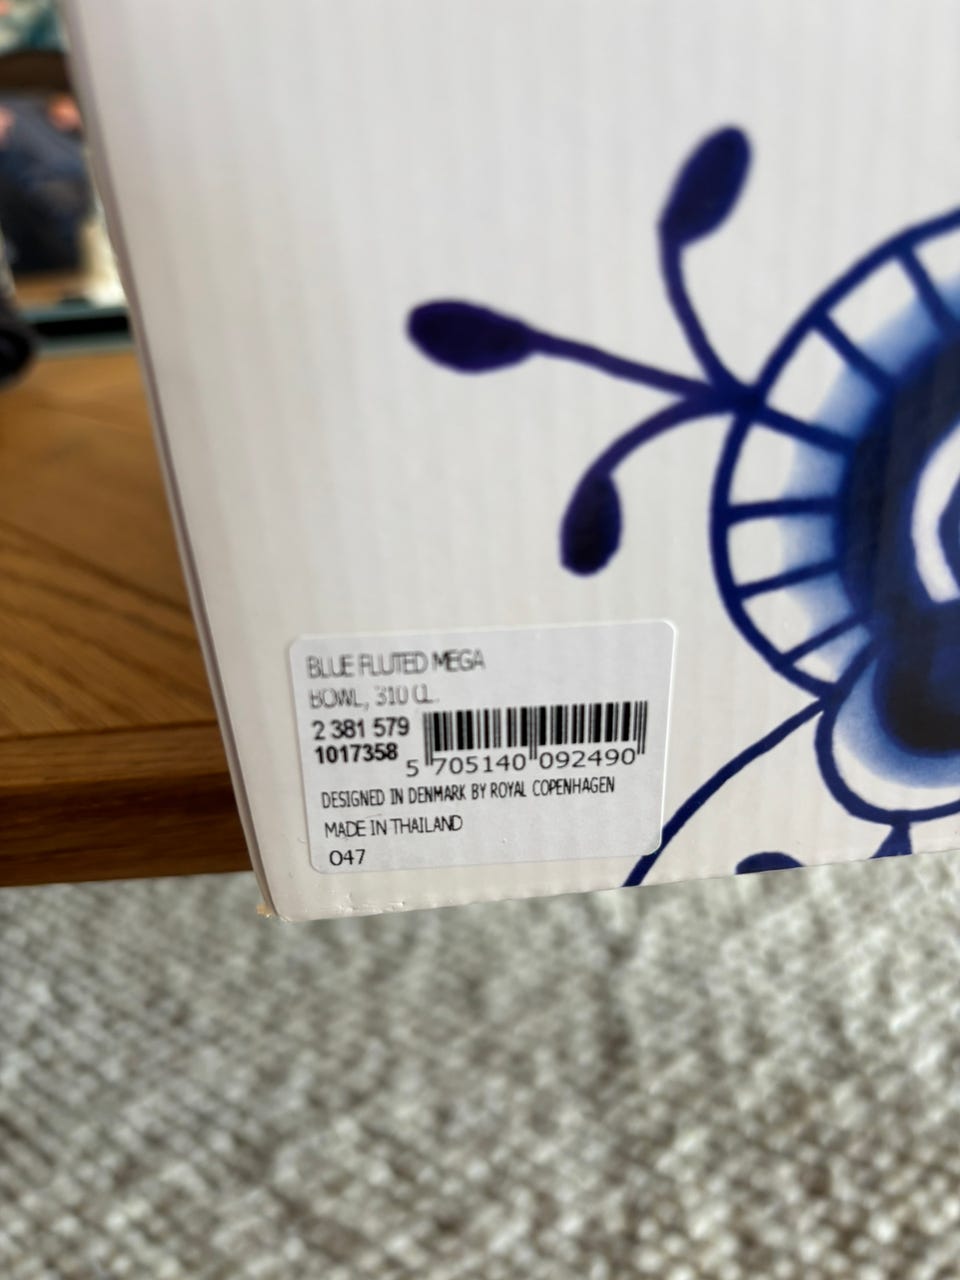 BLUE FLUTED MEGA
BOWL, 310 CL.
2 381 579
1017358
5 705140 092490
DESIGNED IN DENMARK BY ROYAL COPENHAGEN
MADE IN THAILAND
047